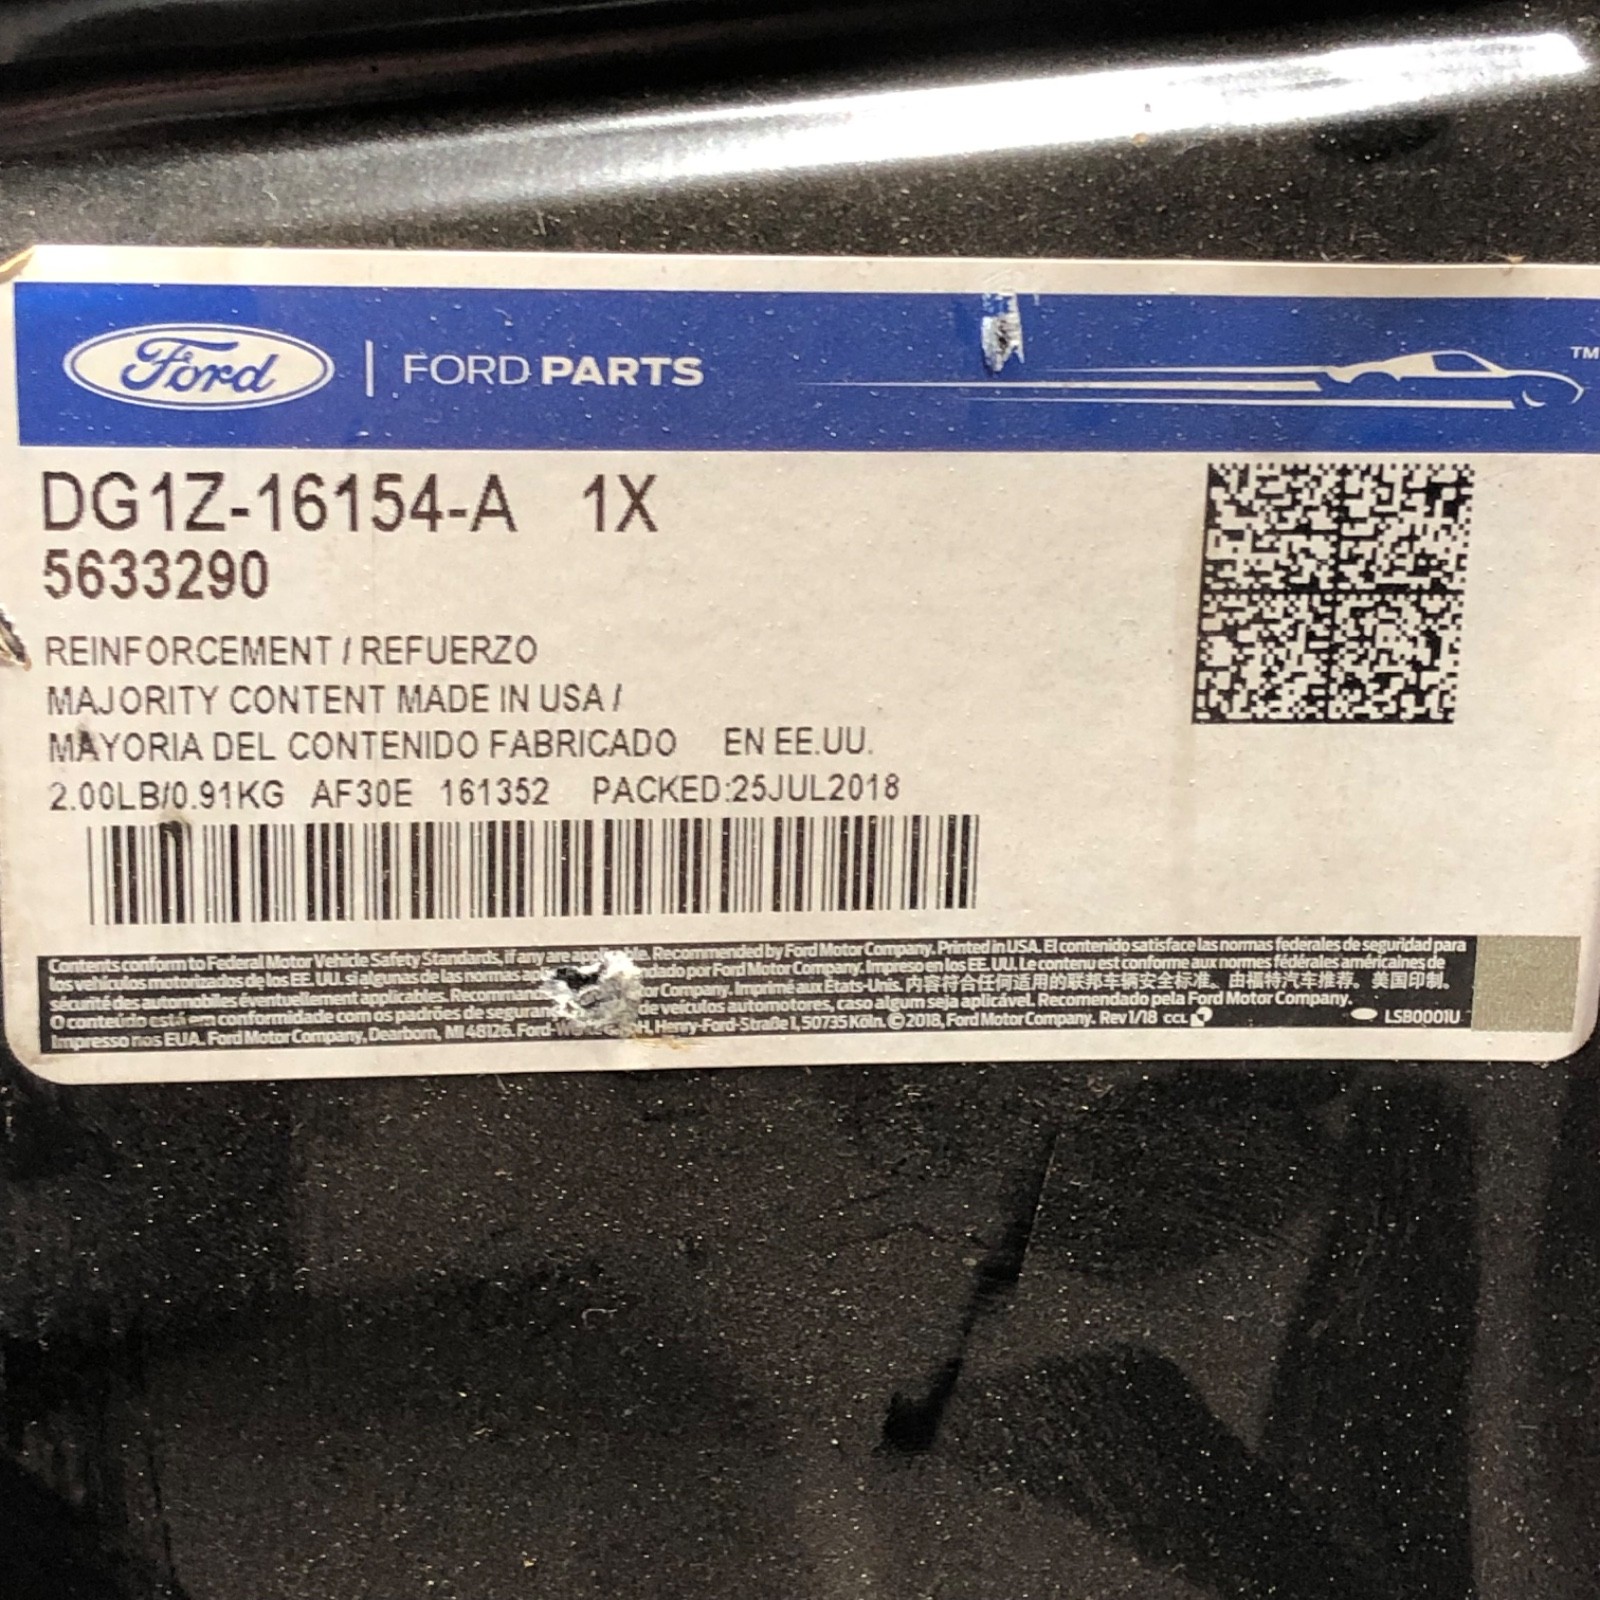 Ford | FORD PARTS
TM
DG1Z-16154-A 1X
5633290
REINFORCEMENT / REFUERZO
MAJORITY CONTENT MADE IN USA /
MAYORIA DEL CONTENIDO FABRICADO EN EE.UU.
2.00LB/0.91KG AF30E 161352 PACKED:25JUL2018
Contents conform to Federal Motor Vehicle Safety Standards, if any are applicable. Recommended by Ford Motor Company. Printed in USA. El contenido satisface las normas federales de seguridad para
los vehículos motorizados de los EE. UU. si algunas de las normas Ford Motor Company. Impreso en los EE. UU. Le contenu est conforme aux normes fédérales américaines de
sécurité des automobiles éventuellement applicables. Company. Imprimé aux États-Unis. 内容符合任何适用的联邦车辆安全标准。由福特汽车推荐。美国印制。
O conteúdo está em conformidade com os padrões de de veículos automotores, caso algum seja aplicável. Recomendado pela Ford Motor Company.
Impresso nos EUA. Ford Motor Company, Dearborn, MI 48126. Henry-Ford-Straße 1, 50735 Köln. © 2018, Ford Motor Company. Rev 1/18 CCL LSB0001U